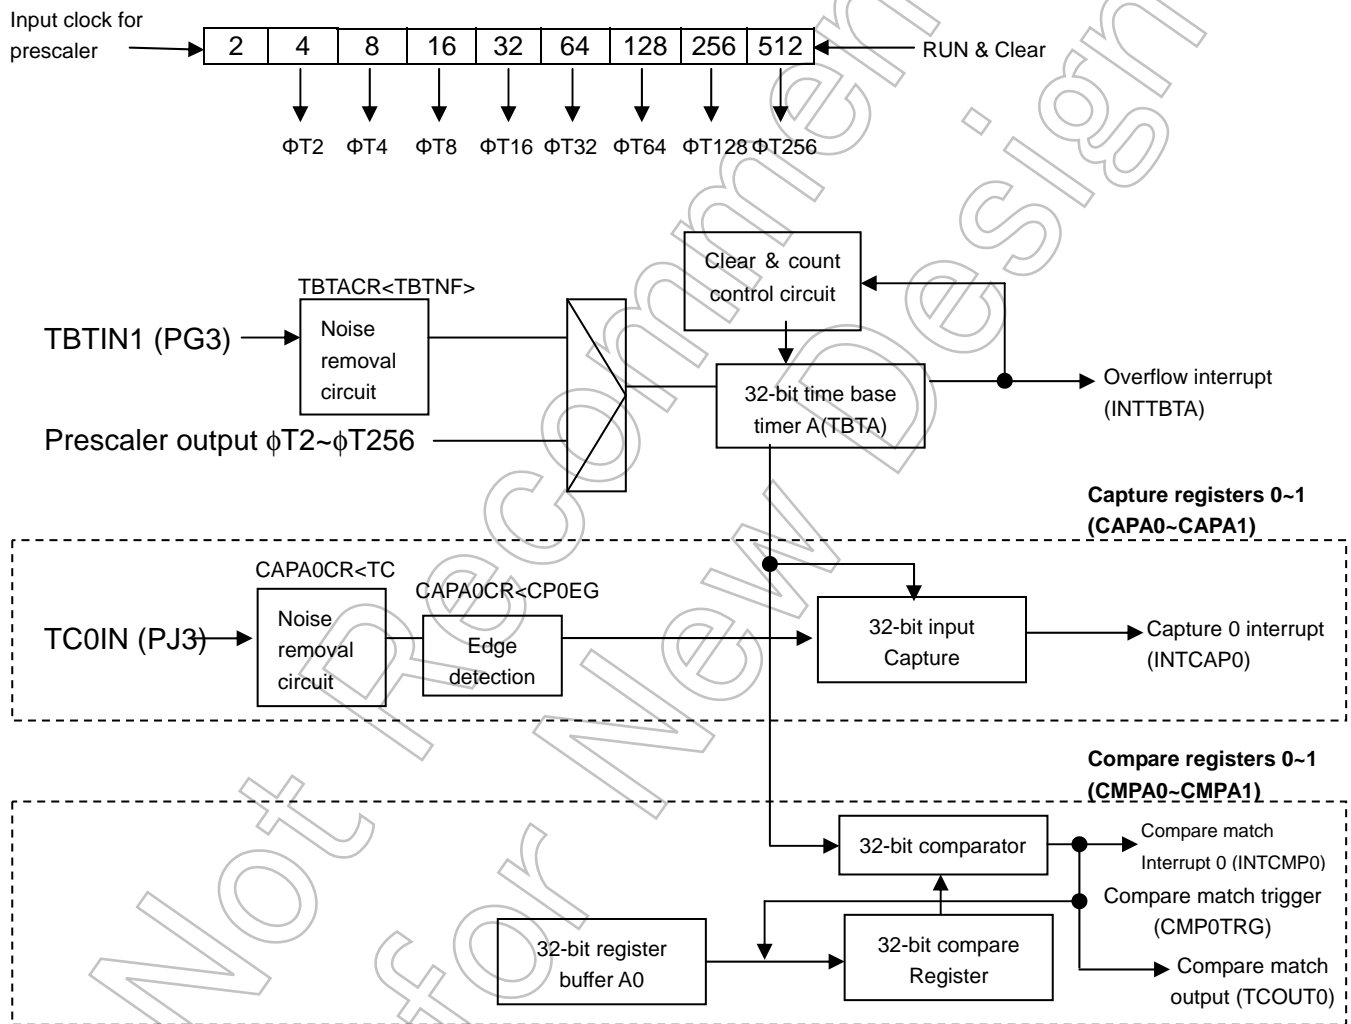 Input clock for
prescaler
2 4 8 16 32 64 128 256 512
RUN & Clear
ΦT2 ΦT4 ΦT8 ΦT16 ΦT32 ΦT64 ΦT128 ΦT256
Clear & count
control circuit
TBTACR<TBTNF>
TBTIN1 (PG3)
Noise
removal
circuit
Prescaler output ϕT2~ϕT256
32-bit time base
timer A(TBTA)
Overflow interrupt
(INTTBTA)
Capture registers 0~1
(CAPA0~CAPA1)
CAPA0CR<TC
CAPA0CR<CP0EG
TC0IN (PJ3)
Noise
removal
circuit
Edge
detection
32-bit input
Capture
Capture 0 interrupt
(INTCAP0)
Compare registers 0~1
(CMPA0~CMPA1)
32-bit comparator
Compare match
Interrupt 0 (INTCMP0)
Compare match trigger
(CMP0TRG)
32-bit register
buffer A0
32-bit compare
Register
Compare match
output (TCOUT0)
Not Recommen
for New Design